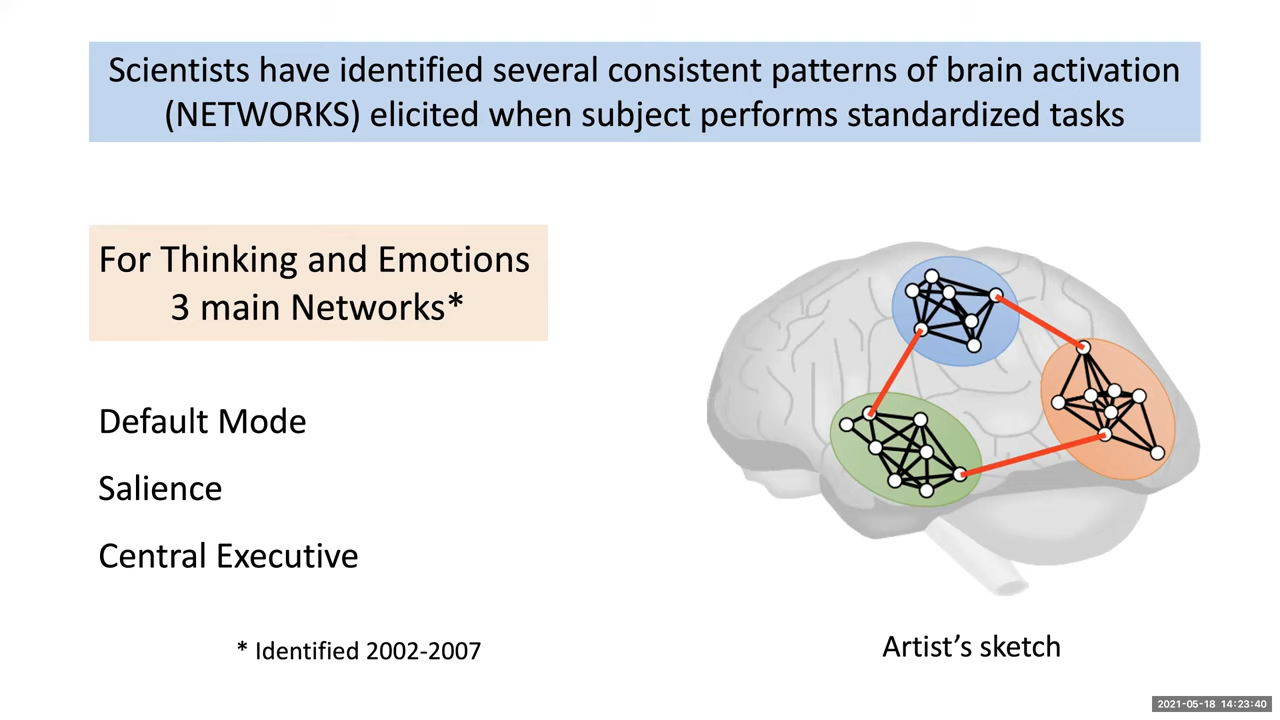 Scientists have identified several consistent patterns of brain activation
(NETWORKS) elicited when subject performs standardized tasks
For Thinking and Emotions
3 main Networks*
Default Mode
Salience
Central Executive
* Identified 2002-2007
Artist’s sketch
2021-05-18 14:23:40